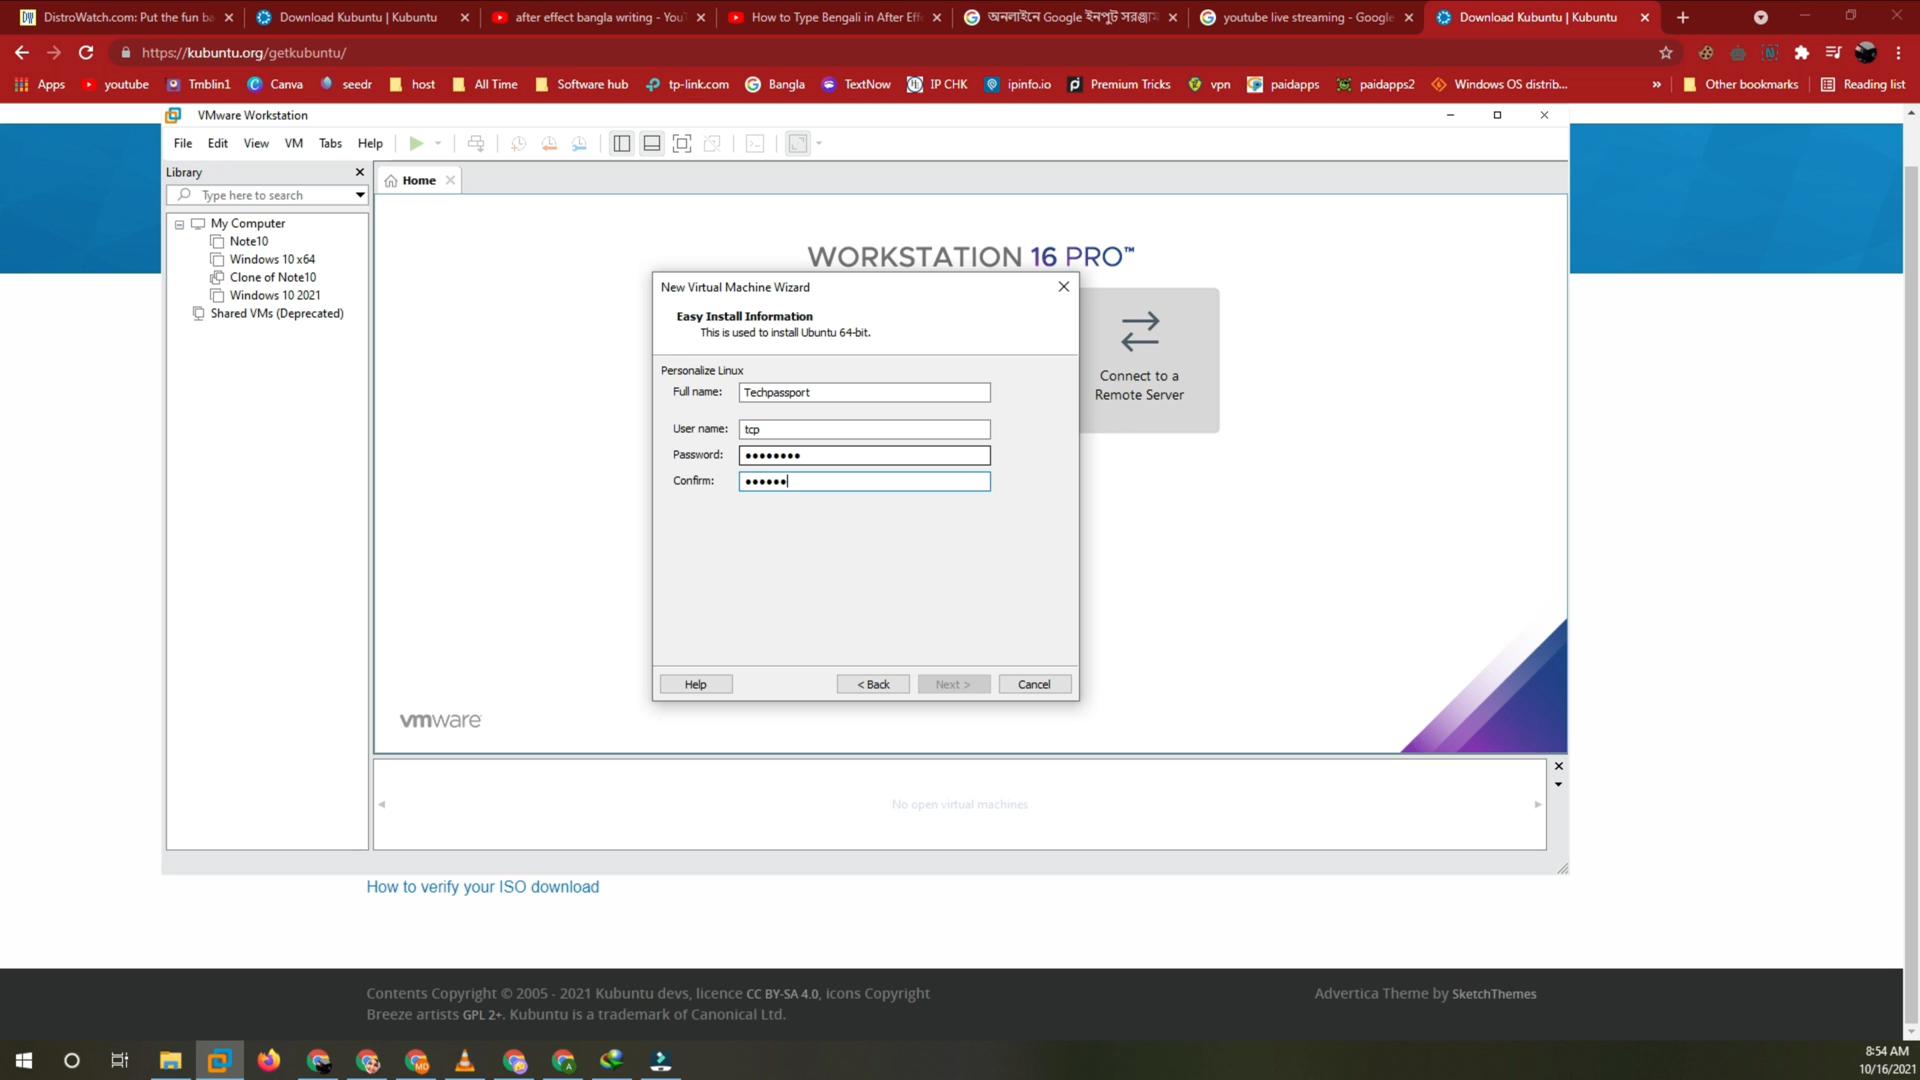 DistroWatch.com: Put the fun ba
Download Kubuntu | Kubuntu
after effect bangla writing - You
How to Type Bengali in After Eff
অনলাইনে Google ইনপুট সরঞ্জাম
youtube live streaming - Google
Download Kubuntu | Kubuntu
https://kubuntu.org/getkubuntu/
Apps
youtube
Tmblin1
Canva
seedr
host
All Time
Software hub
tp-link.com
Bangla
TextNow
IP CHK
ipinfo.io
Premium Tricks
vpn
paidapps
paidapps2
Windows OS distrib...
»
Other bookmarks
Reading list
VMware Workstation
File Edit View VM Tabs Help
Library
Type here to search
Home
My Computer
Note10
Windows 10 x64
Clone of Note10
Windows 10 2021
Shared VMs (Deprecated)
WORKSTATION 16 PRO™
New Virtual Machine Wizard
Easy Install Information
This is used to install Ubuntu 64-bit.
Personalize Linux
Full name: Techpassport
User name: tcp
Password: ••••••••
Confirm: ••••••
Help
< Back
Next >
Cancel
Connect to a
Remote Server
vmware
No open virtual machines
How to verify your ISO download
Contents Copyright © 2005 - 2021 Kubuntu devs, licence CC BY-SA 4.0, icons Copyright
Breeze artists GPL 2+. Kubuntu is a trademark of Canonical Ltd.
Advertica Theme by SketchThemes
8:54 AM
10/16/2021